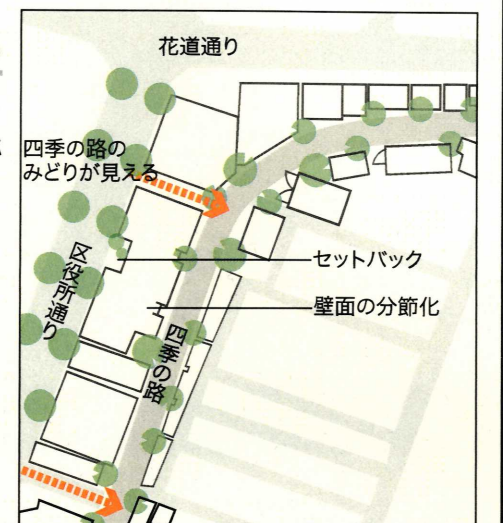 花道通り
四季の路の
みどりが見える
区役所通り
セットバック
壁面の分節化
四季の路